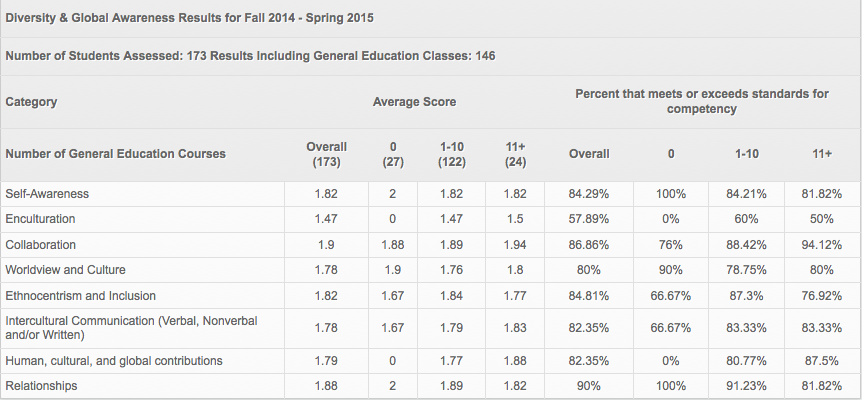 Diversity & Global Awareness Results for Fall 2014 - Spring 2015
Number of Students Assessed: 173 Results Including General Education Classes: 146
Category Average Score Percent that meets or exceeds standards for
competency
Number of General Education Courses Overall (173) 0 (27) 1-10 (122) 11+ (24) Overall 0 1-10 11+
Self-Awareness 1.82 2 1.82 1.82 84.29% 100% 84.21% 81.82%
Enculturation 1.47 0 1.47 1.5 57.89% 0% 60% 50%
Collaboration 1.9 1.88 1.89 1.94 86.86% 76% 88.42% 94.12%
Worldview and Culture 1.78 1.9 1.76 1.8 80% 90% 78.75% 80%
Ethnocentrism and Inclusion 1.82 1.67 1.84 1.77 84.81% 66.67% 87.3% 76.92%
Intercultural Communication (Verbal, Nonverbal
and/or Written) 1.78 1.67 1.79 1.83 82.35% 66.67% 83.33% 83.33%
Human, cultural, and global contributions 1.79 0 1.77 1.88 82.35% 0% 80.77% 87.5%
Relationships 1.88 2 1.89 1.82 90% 100% 91.23% 81.82%